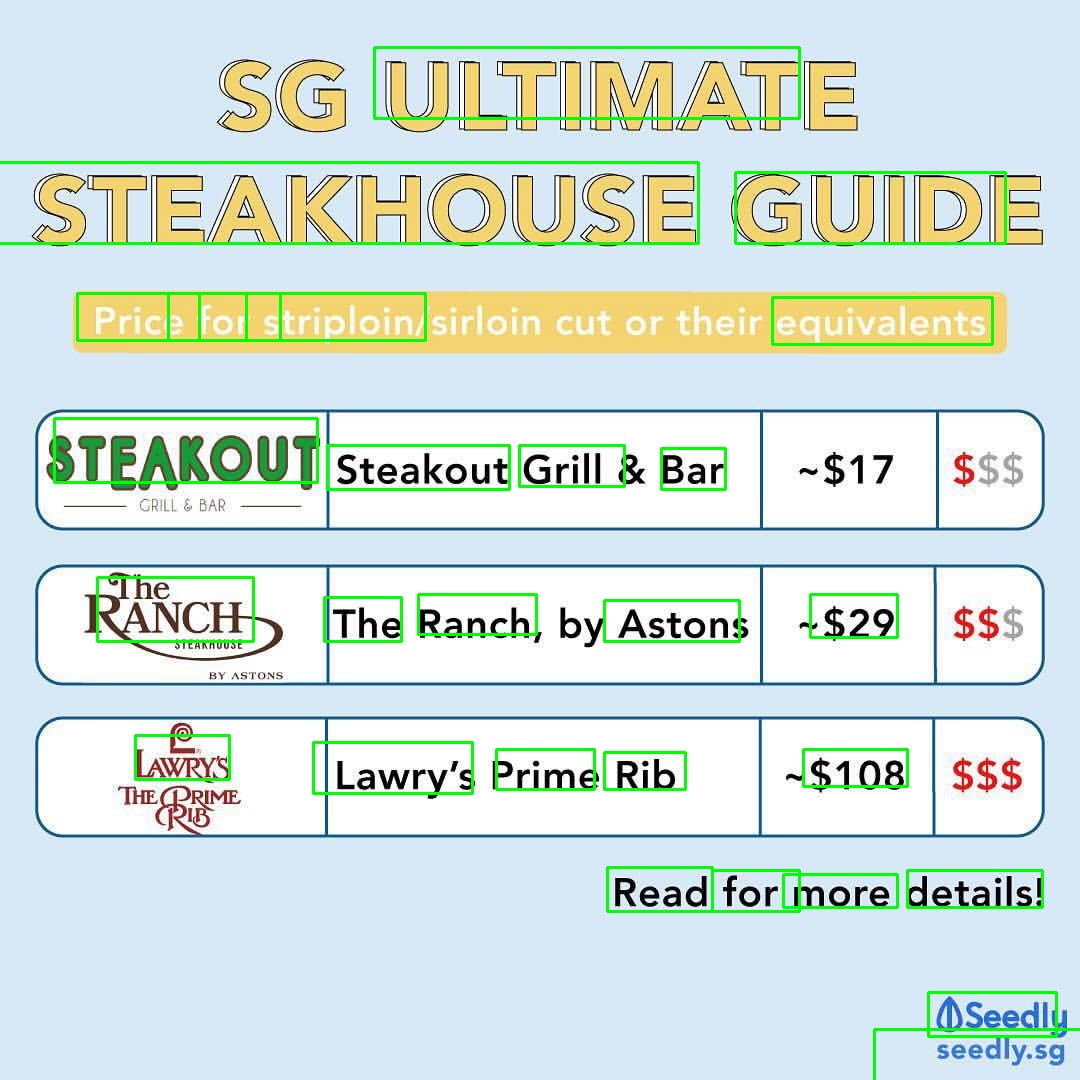 SG ULTIMATE
STEAKHOUSE GUIDE
Price for striploin/sirloin cut or their equivalents
STEAKOUT
GRILL & BAR
Steakout Grill & Bar
~$17
$$$
The
RANCH
STEAKHOUSE
BY ASTONS
The Ranch, by Astons
~$29
$$$
LAWRY'S
THE PRIME
RIB
Lawry's Prime Rib
~$108
$$$
Read for more details!
Seedly
seedly.sg